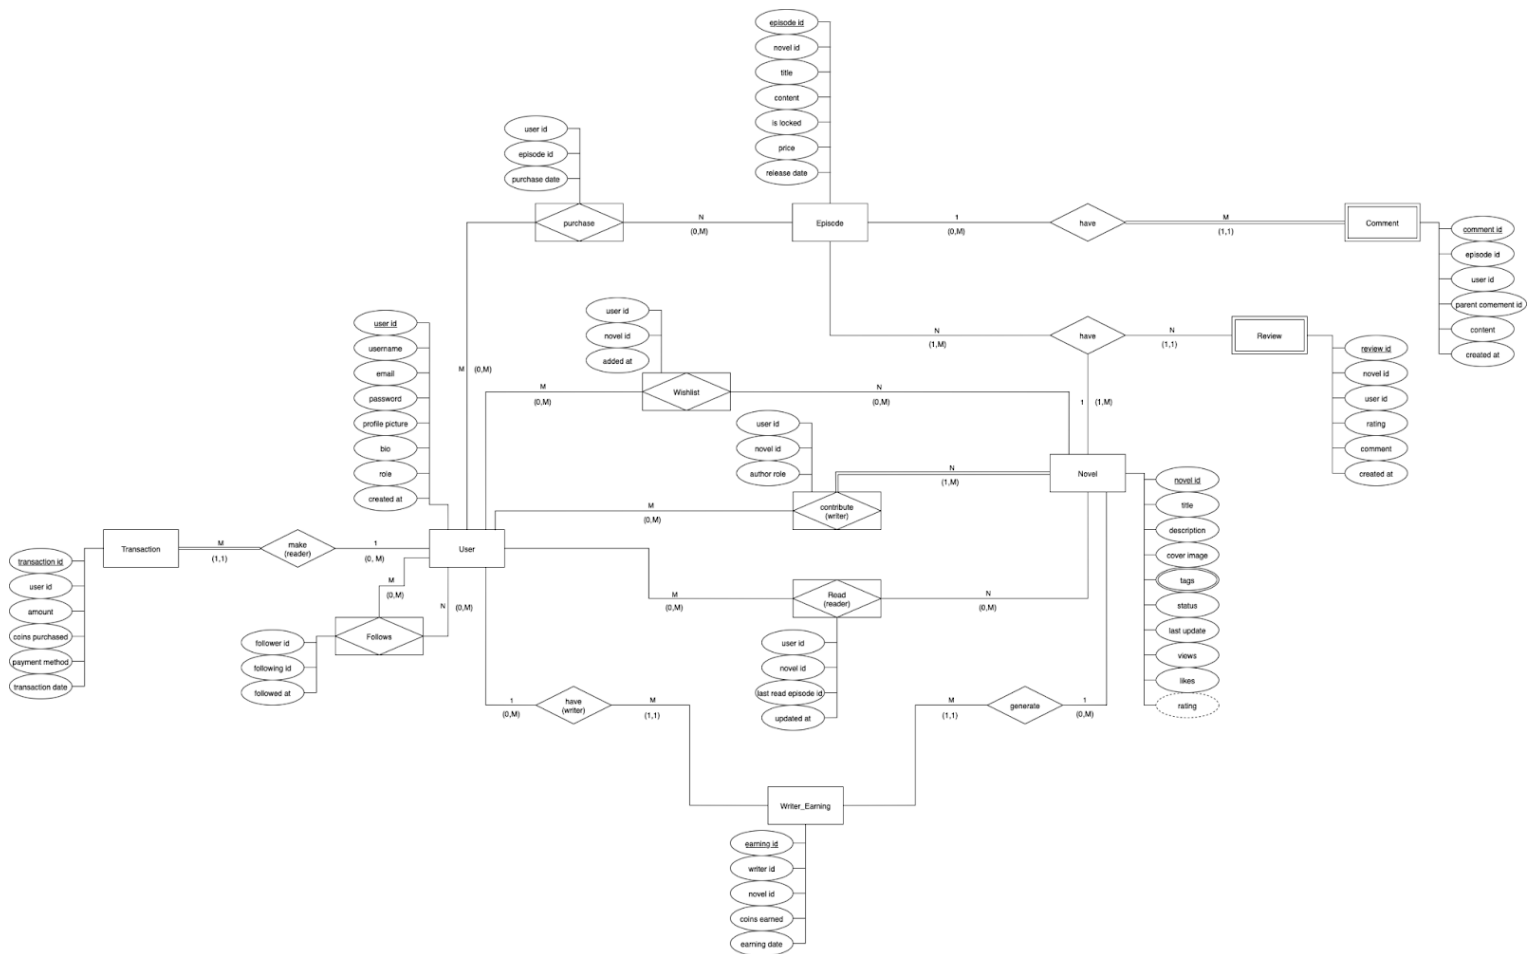 episode id
novel id
title
content
is locked
price
release date
user id
episode id
purchase date
purchase
N
(0,M)
Episode
1
(0,M)
have
M
(1,1)
Comment
comment id
episode id
user id
parent comement id
content
created at
M
(0,M)
user id
novel id
added at
Wishlist
M
(0,M)
N
(0,M)
N
(1,M)
have
N
(1,1)
Review
1
(1,M)
review id
novel id
user id
rating
comment
created at
user id
username
email
password
profile picture
bio
role
created at
user id
novel id
author role
contribute
(writer)
N
(1,M)
M
(0,M)
Novel
novel id
title
description
cover image
tags
status
last update
views
likes
rating
Transaction
M
(1,1)
make
(reader)
1
(0, M)
User
transaction id
user id
amount
coins purchased
payment method
transaction date
M
(0,M)
N
(0,M)
Follows
follower id
following id
followed at
M
(0,M)
Read
(reader)
N
(0,M)
user id
novel id
last read episode id
updated at
1
(0,M)
have
(writer)
M
(1,1)
M
(1,1)
generate
1
(0,M)
Writer_Earning
earning id
writer id
novel id
coins earned
earning date